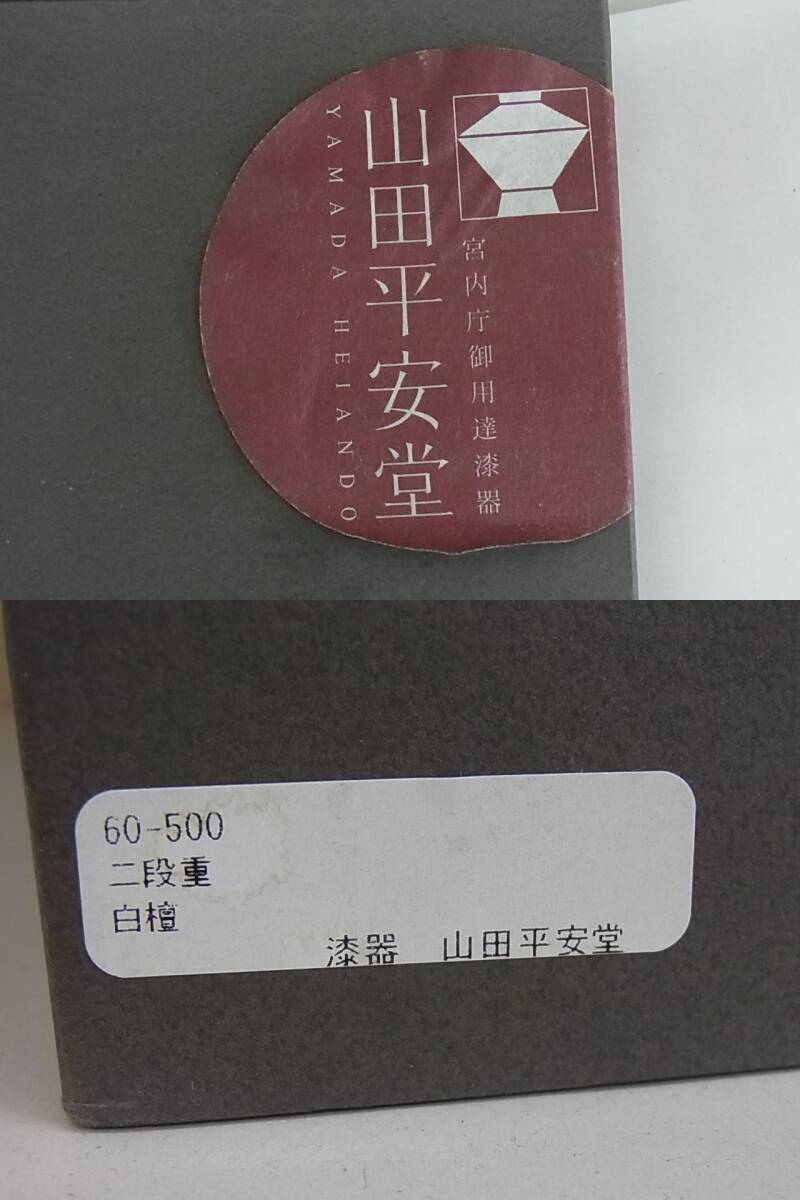 宮内庁御用達漆器
山田平安堂
YAMADA HEIANDO
60-500
二段重
白檀
漆器 山田平安堂